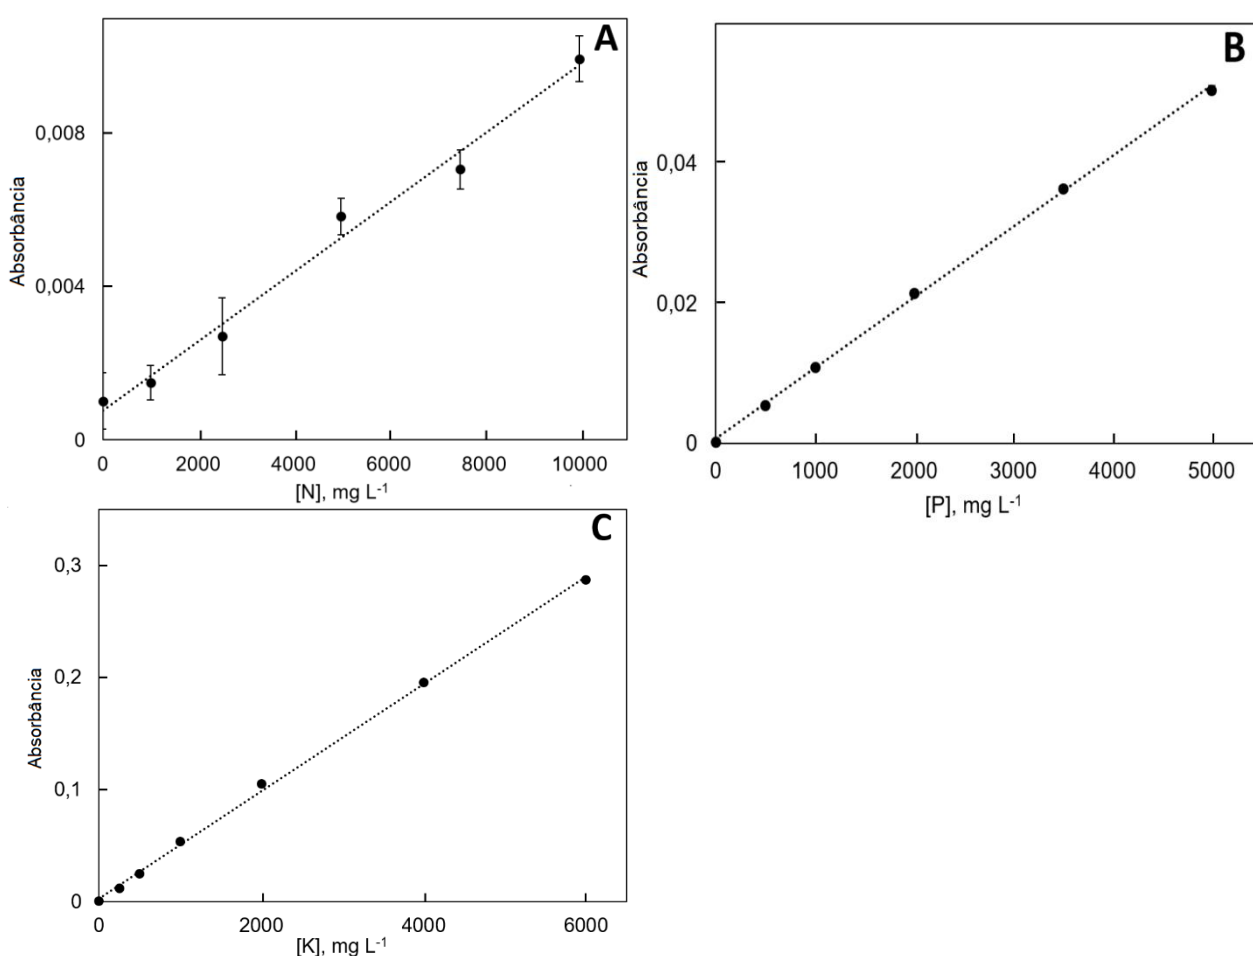 A
Absorbância
0,008
0,004
0
0 2000 4000 6000 8000 10000
[N], mg L⁻¹
B
Absorbância
0,04
0,02
0
0 1000 2000 3000 4000 5000
[P], mg L⁻¹
C
Absorbância
0,3
0,2
0,1
0
0 2000 4000 6000
[K], mg L⁻¹